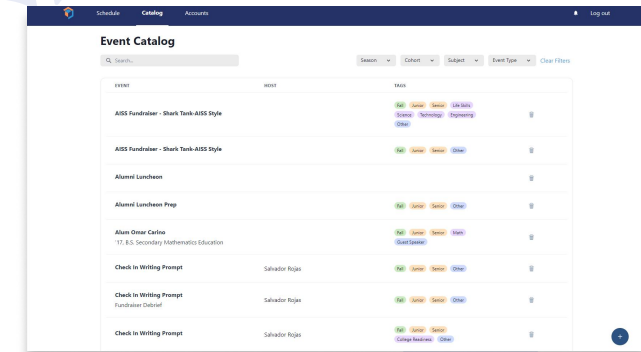 Schedule Catalog Accounts Log out
Event Catalog
Search...
Season Cohort Subject Event Type Clear Filters
EVENT HOST TAGS
AISS Fundraiser - Shark Tank-AISS Style
Fall Junior Senior Life Skills
Science Technology Engineering
Other
AISS Fundraiser - Shark Tank-AISS Style Fall Junior Senior Other
Alumni Luncheon
Alumni Luncheon Prep Fall Junior Senior Other
Alum Omar Carino Fall Junior Senior Math
'17, B.S. Secondary Mathematics Education Guest Speaker
Check In Writing Prompt Salvador Rojas Fall Junior Senior Other
Check In Writing Prompt
Fundraiser Debrief
Salvador Rojas Fall Junior Senior Other
Check In Writing Prompt Salvador Rojas Fall Junior Senior
College Readiness Other
+